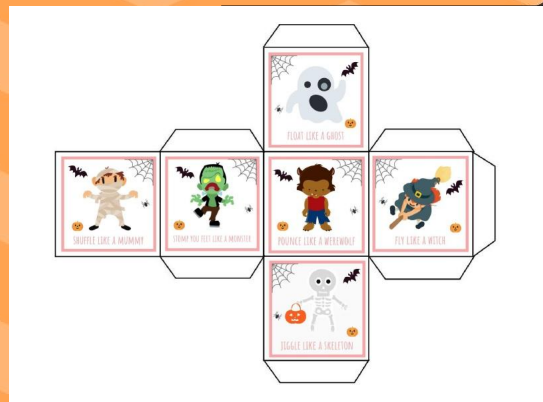 FLOAT LIKE A GHOST
SHUFFLE LIKE A MUMMY
STOMP YOU FEET LIKE A MONSTER
POUNCE LIKE A WEREWOLF
FLY LIKE A WITCH
JIGGLE LIKE A SKELETON